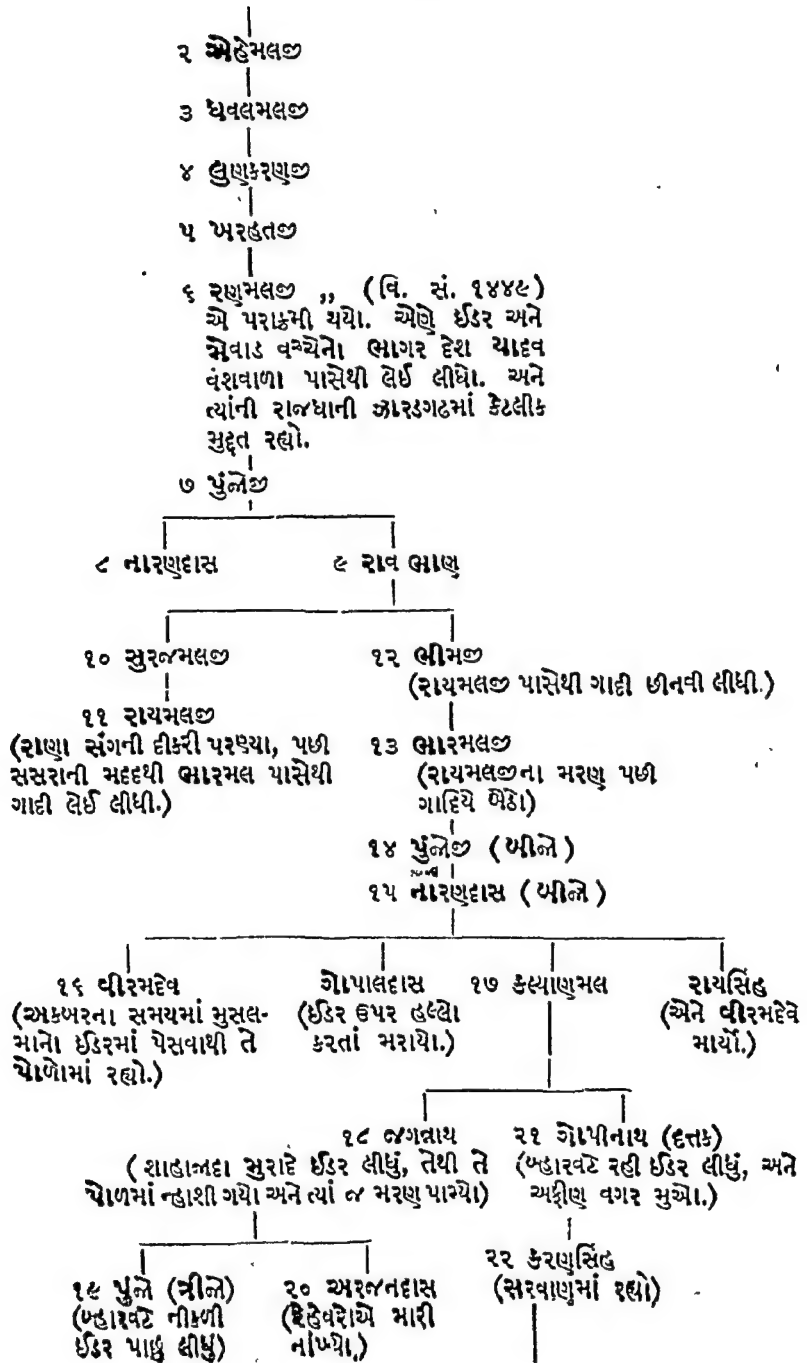 ૨ એહેમલજી
૩ ધવલમલજી
૪ લુણકરણજી
૫ ખરહતજી
૬ રણમલજી ,, (વિ. સં. ૧૪૪૯)
એ પરાક્રમી થયો. એણે ઈડર અને
મેવાડ વચ્ચેનો ભાગર દેશ યાદવ
વંશવાળા પાસેથી લેઈ લીધો. અને
ત્યાંની રાજધાની ઝારડગઢમાં કેટલીક
મુદ્દત રહ્યો.
૭ પુંજોજી
૮ નારણદાસ ૯ રાવ ભાણ
૧૦ સુરજમલજી ૧૨ ભીમજી
(રાયમલજી પાસેથી ગાદી છીનવી લીધી.)
૧૧ રાયમલજી
(રાણા સંગની દીકરી પરણ્યા, પછી
સસરાની મદદથી ભારમલ પાસેથી
ગાદી લેઈ લીધી.)
૧૩ ભારમલજી
(રાયમલજીના મરણ પછી
ગાદિયે બેઠો)
૧૪ પુંજોજી (બીજો)
૧૫ નારણદાસ (બીજો)
૧૬ વીરમદેવ
(અકબરના સમયમાં મુસલ-
માનો ઈડરમાં પેસવાથી તે
પોળોમાં રહ્યો.)
ગોપાલદાસ
(ઈડર ઉપર હલ્લો
કરતાં મરાયો.)
૧૭ કલ્યાણમલ
રાયસિંહ
(એને વીરમદેવે
માર્યો.)
૧૮ જગન્નાથ
(શાહાજાદા મુરાદે ઈડર લીધું, તેથી તે
પોળમાં ન્હાશી ગયો અને ત્યાં જ મરણ પામ્યો)
૨૧ ગોપીનાથ (દત્તક)
(બ્હારવટે રહી ઈડર લીધું, અને
અફીણ વગર મુઓ.)
૧૯ પુંજો (ત્રીજો)
(બ્હારવટે નીકળી
ઈડર પાછું લીધું)
૨૦ અરજનદાસ
(રેહેવરોએ મારી
નાંખ્યો.)
૨૨ કરણસિંહ
(સરવાણમાં રહ્યો)